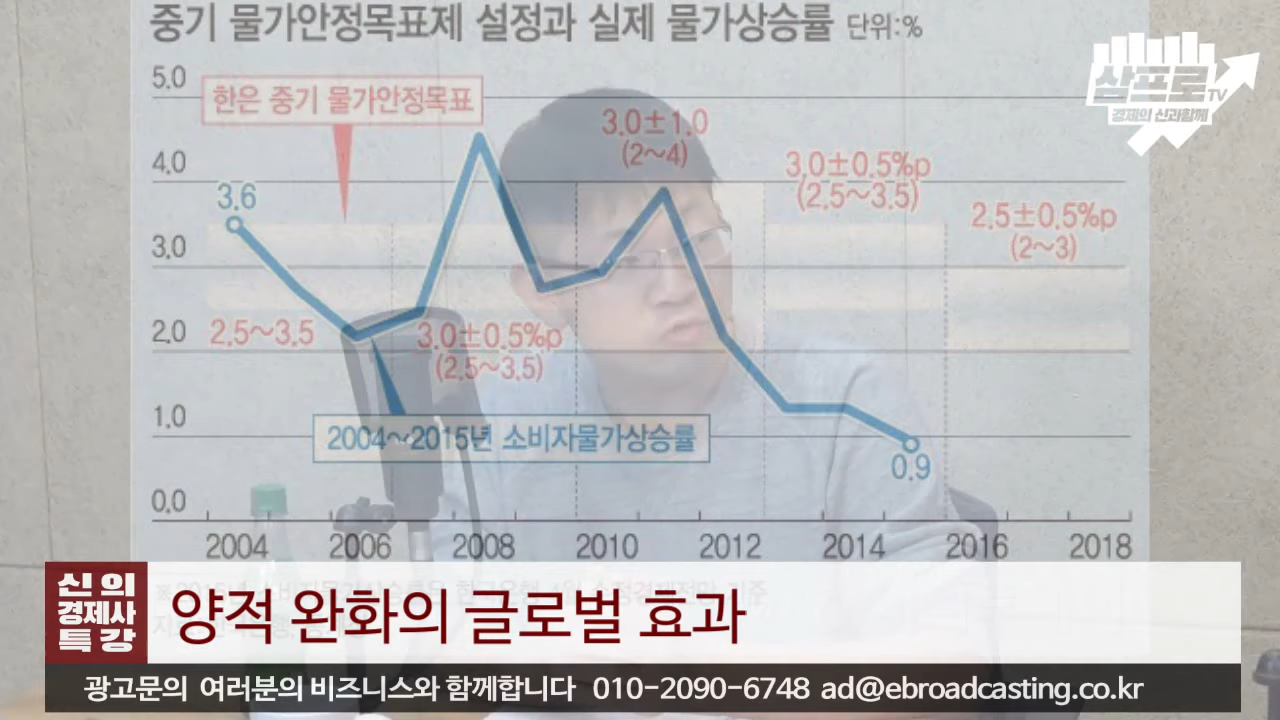 중기 물가안정목표제 설정과 실제 물가상승률 단위:%
삼프로TV
경제의 신과함께
5.0
한은 중기 물가안정목표
3.0±1.0
(2~4)
4.0
3.0±0.5%p
(2.5~3.5)
3.6
2.5±0.5%p
(2~3)
3.0
2.0
2.5~3.5
3.0±0.5%p
(2.5~3.5)
1.0
2004~2015년 소비자물가상승률
0.9
0.0
2004 2006 2008 2010 2012 2014 2016 2018
신의
경제사
특강
양적 완화의 글로벌 효과
광고문의 여러분의 비즈니스와 함께합니다 010-2090-6748 ad@ebroadcasting.co.kr